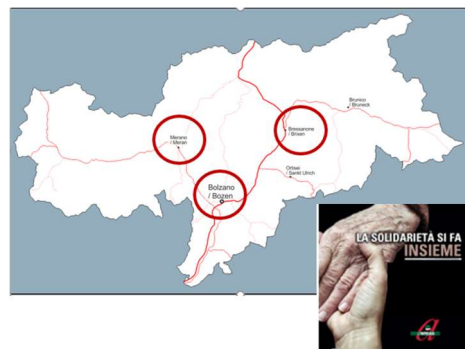 Brunico
/ Bruneck
Bressanone
/ Brixen
Merano
/ Meran
Ortisei
/ Sankt Ulrich
Bolzano
/ Bozen
LA SOLIDARIETÀ SI FA
INSIEME